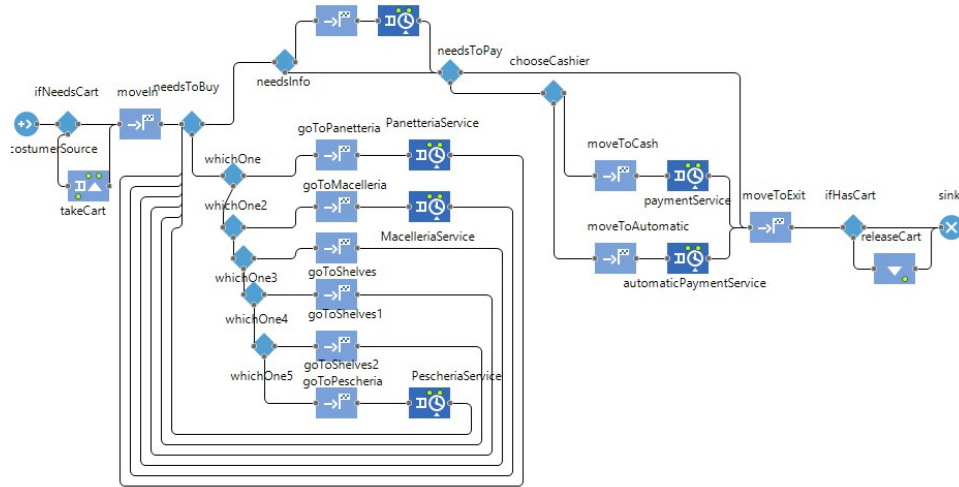 needsToPay
chooseCashier
needsInfo
ifNeedsCart
moveIn
needsToBuy
costumerSource
takeCart
goToPanetteria
PanetteriaService
whichOne
goToMacelleria
whichOne2
MacelleriaService
goToShelves
whichOne3
goToShelves1
whichOne4
goToShelves2
whichOne5
goToPescheria
PescheriaService
moveToCash
paymentService
moveToAutomatic
automaticPaymentService
moveToExit
ifHasCart
releaseCart
sink